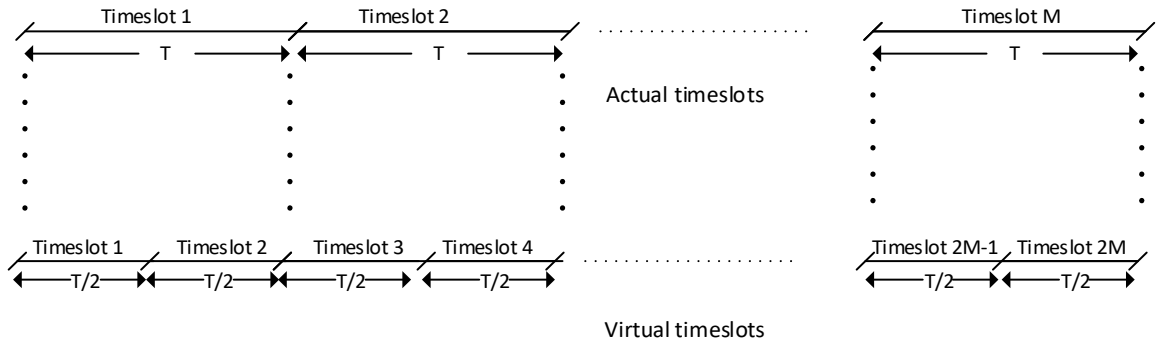 Timeslot 1 Timeslot 2 Timeslot M
T T T
Actual timeslots
Timeslot 1 Timeslot 2 Timeslot 3 Timeslot 4 Timeslot 2M-1 Timeslot 2M
T/2 T/2 T/2 T/2 T/2 T/2
Virtual timeslots